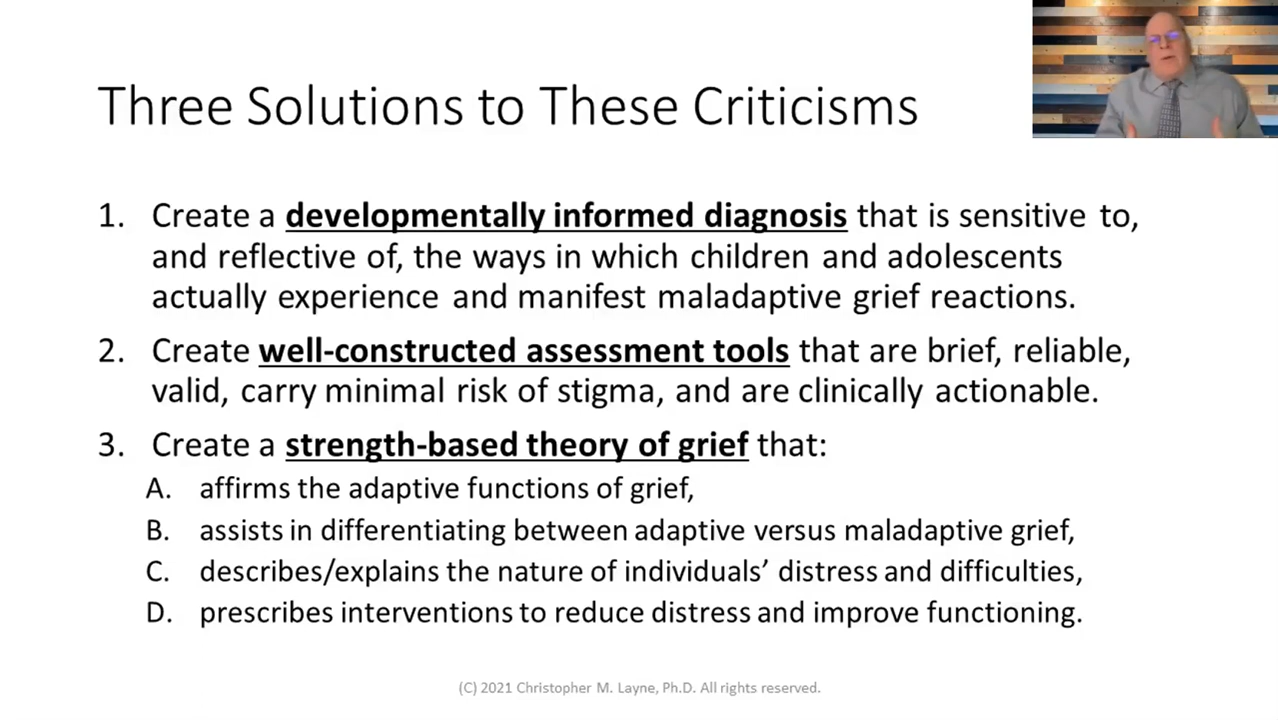 Three Solutions to These Criticisms
1. Create a developmentally informed diagnosis that is sensitive to,
and reflective of, the ways in which children and adolescents
actually experience and manifest maladaptive grief reactions.
2. Create well-constructed assessment tools that are brief, reliable,
valid, carry minimal risk of stigma, and are clinically actionable.
3. Create a strength-based theory of grief that:
A. affirms the adaptive functions of grief,
B. assists in differentiating between adaptive versus maladaptive grief,
C. describes/explains the nature of individuals’ distress and difficulties,
D. prescribes interventions to reduce distress and improve functioning.
(C) 2021 Christopher M. Layne, Ph.D. All rights reserved.